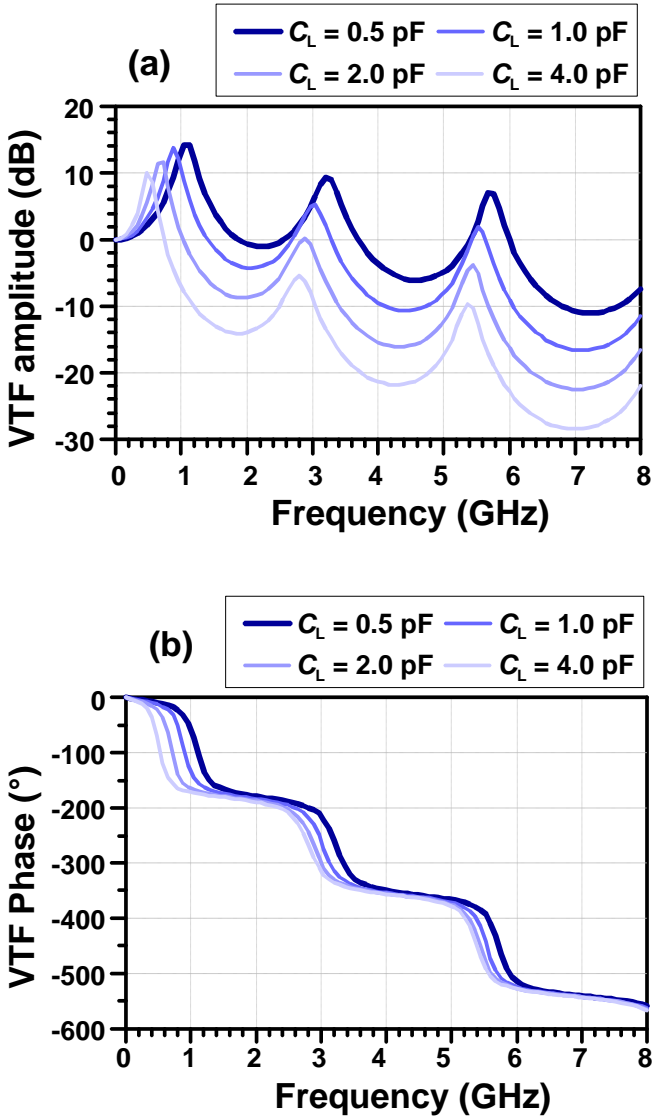 C_L = 0.5 pF C_L = 1.0 pF
(a) C_L = 2.0 pF C_L = 4.0 pF
20
10
0
-10
-20
-30
VTF amplitude (dB)
0 1 2 3 4 5 6 7 8
Frequency (GHz)
C_L = 0.5 pF C_L = 1.0 pF
(b) C_L = 2.0 pF C_L = 4.0 pF
0
-100
-200
-300
-400
-500
-600
VTF Phase (°)
0 1 2 3 4 5 6 7 8
Frequency (GHz)